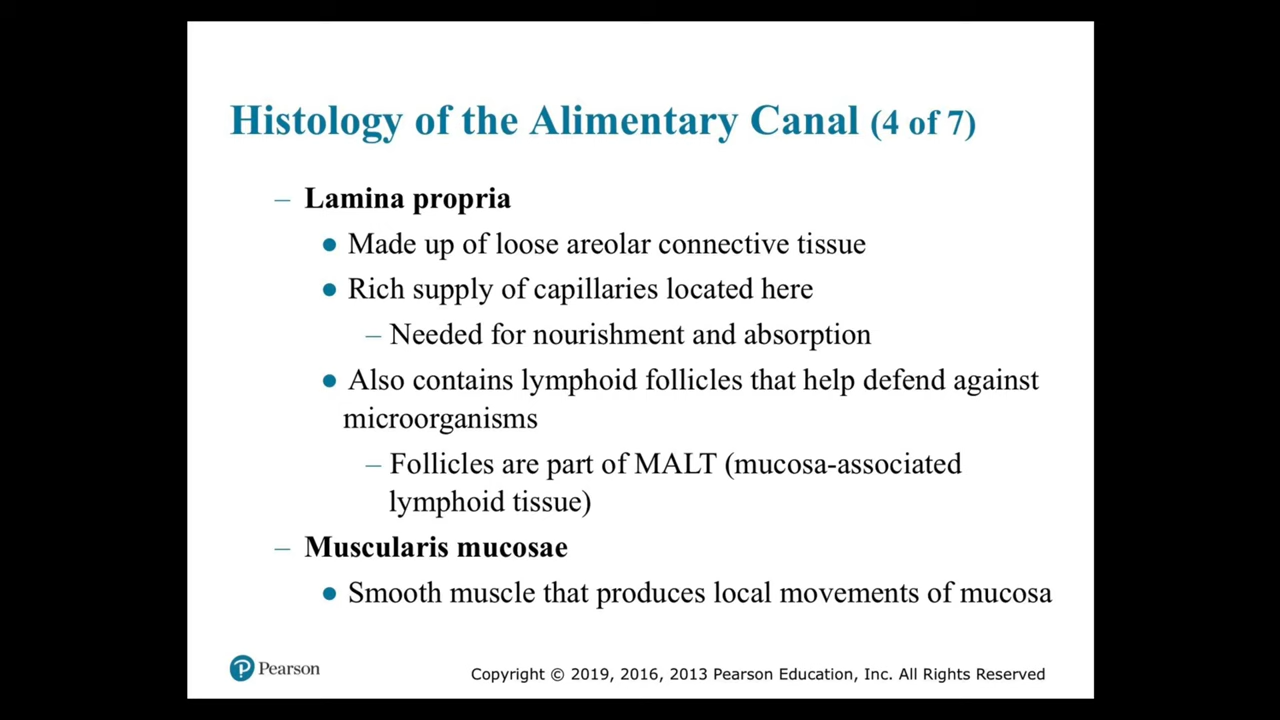 Histology of the Alimentary Canal (4 of 7)
– Lamina propria
● Made up of loose areolar connective tissue
● Rich supply of capillaries located here
– Needed for nourishment and absorption
● Also contains lymphoid follicles that help defend against
microorganisms
– Follicles are part of MALT (mucosa-associated
lymphoid tissue)
– Muscularis mucosae
● Smooth muscle that produces local movements of mucosa
P Pearson
Copyright © 2019, 2016, 2013 Pearson Education, Inc. All Rights Reserved